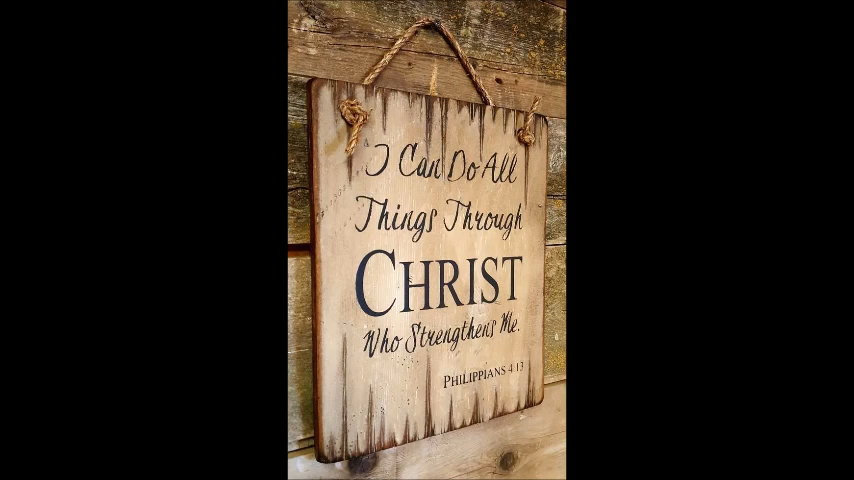 I Can Do All
Things Through
CHRIST
Who Strengthens Me.
PHILIPPIANS 4:13